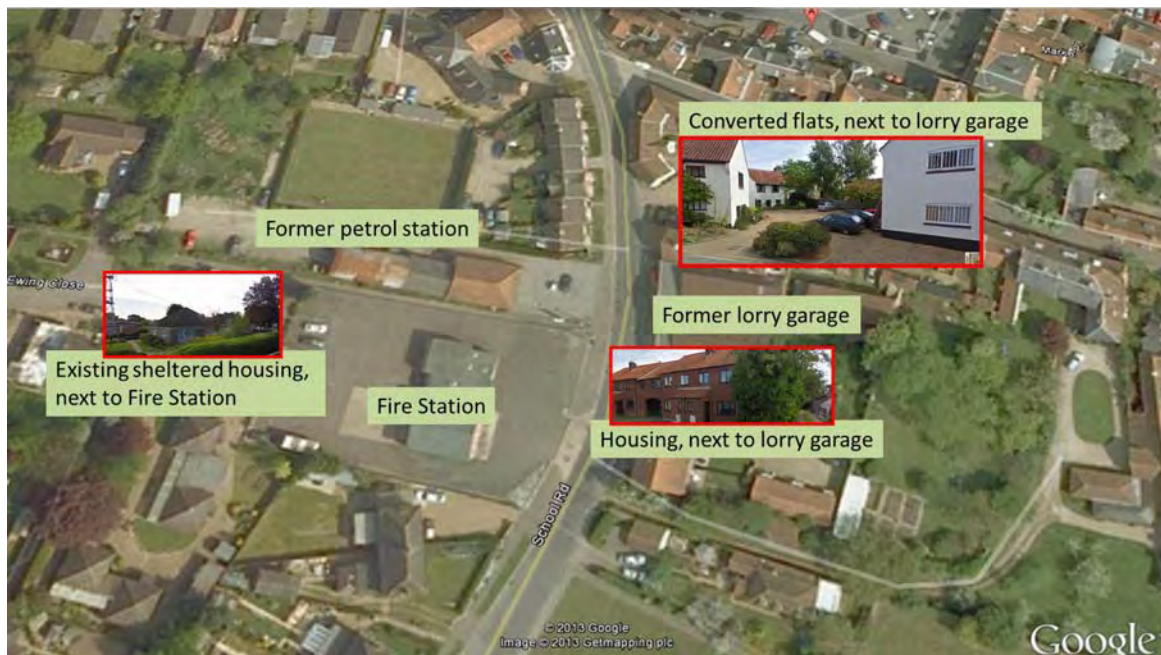 Market
Converted flats, next to lorry garage
Former petrol station
Ewing Close
Former lorry garage
Existing sheltered housing,
next to Fire Station
Fire Station
Housing, next to lorry garage
School Rd
© 2013 Google
Image © 2013 Getmapping plc
Google